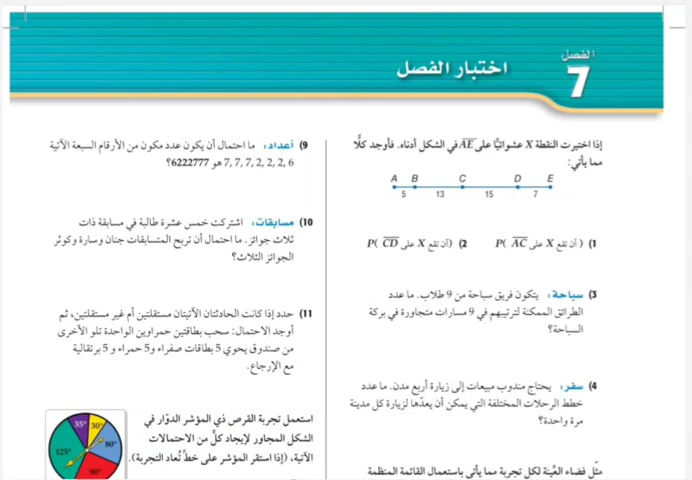 الفصل
7
اختبار الفصل
إذا اختيرت النقطة X عشوائيًّا على AE في الشكل أدناه. فأوجد كلًّا
مما يأتي:
A B C D E
5 13 15 7
1) (أن تقع X على AC )P
2) (أن تقع X على CD )P
3) سباحة: يتكون فريق سباحة من 9 طلاب. ما عدد
الطرائق الممكنة لترتيبهم في 9 مسارات متجاورة في بركة
السباحة؟
4) سفر: يحتاج مندوب مبيعات إلى زيارة أربع مدن. ما عدد
خطط الرحلات المختلفة التي يمكن أن يعدّها لزيارة كل مدينة
مرة واحدة؟
مثّل فضاء العيّنة لكل تجربة مما يأتي باستعمال القائمة المنظمة
9) أعداد: ما احتمال أن يكون عدد مكون من الأرقام السبعة الآتية
7, 7, 7, 2, 2, 2, 6 هو 6222777؟
10) مسابقات: اشتركت خمس عشرة طالبة في مسابقة ذات
ثلاث جوائز. ما احتمال أن تربح المتسابقات جنان وسارة وكوثر
الجوائز الثلاث؟
11) حدد إذا كانت الحادثتان الآتيتان مستقلتين أم غير مستقلتين، ثم
أوجد الاحتمال: سحب بطاقتين حمراوين الواحدة تلو الأخرى
من صندوق يحوي 5 بطاقات صفراء و5 حمراء و 5 برتقالية
مع الإرجاع.
استعمل تجربة القرص ذي المؤشر الدوّار في
الشكل المجاور لإيجاد كلٍّ من الاحتمالات
الآتية، (إذا استقر المؤشر على خطٍّ تُعاد التجربة).
35° 30°
80°
125°
90°